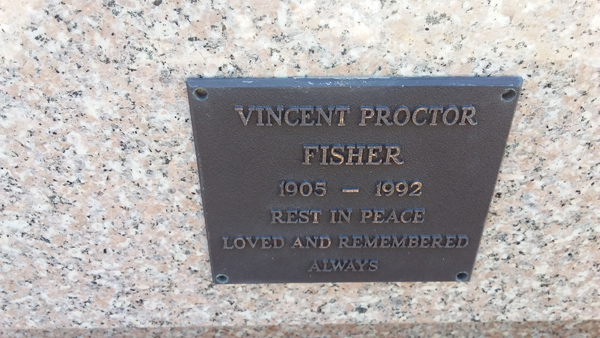 VINCENT PROCTOR
FISHER
1905 — 1992
REST IN PEACE
LOVED AND REMEMBERED
ALWAYS